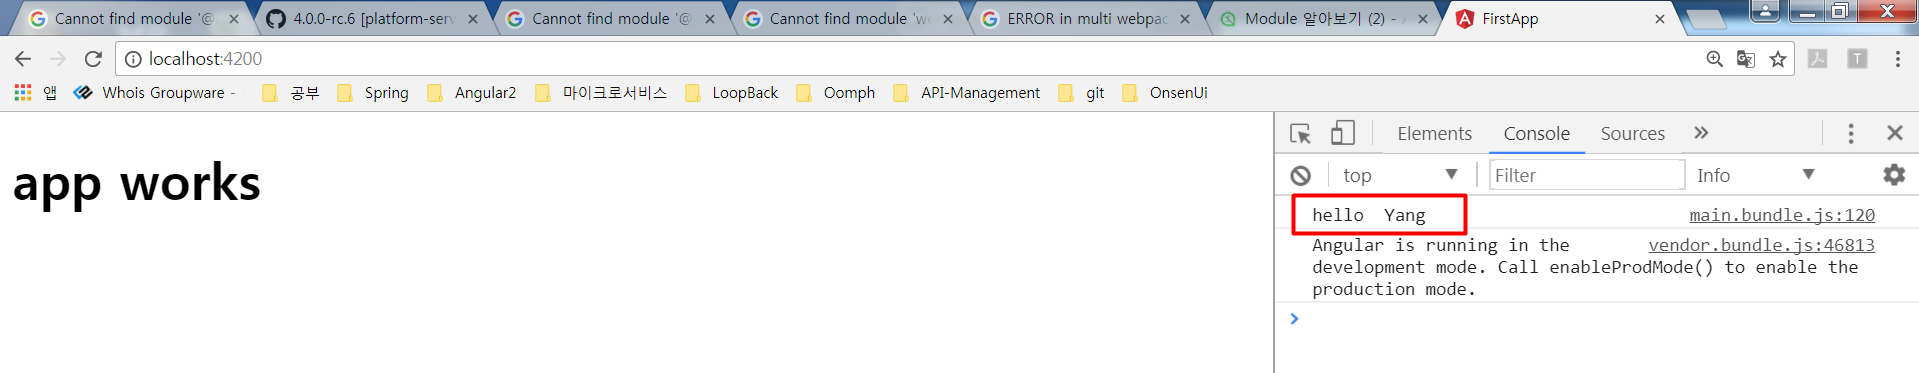 Cannot find module '@
4.0.0-rc.6 [platform-serv
Cannot find module '@
Cannot find module 'we
ERROR in multi webpac
Module 알아보기 (2) - A
FirstApp
localhost:4200
앱
Whois Groupware -
공부
Spring
Angular2
마이크로서비스
LoopBack
Oomph
API-Management
git
OnsenUi
app works
Elements
Console
Sources
top
Filter
Info
hello  Yang
main.bundle.js:120
Angular is running in the
vendor.bundle.js:46813
development mode. Call enableProdMode() to enable the
production mode.